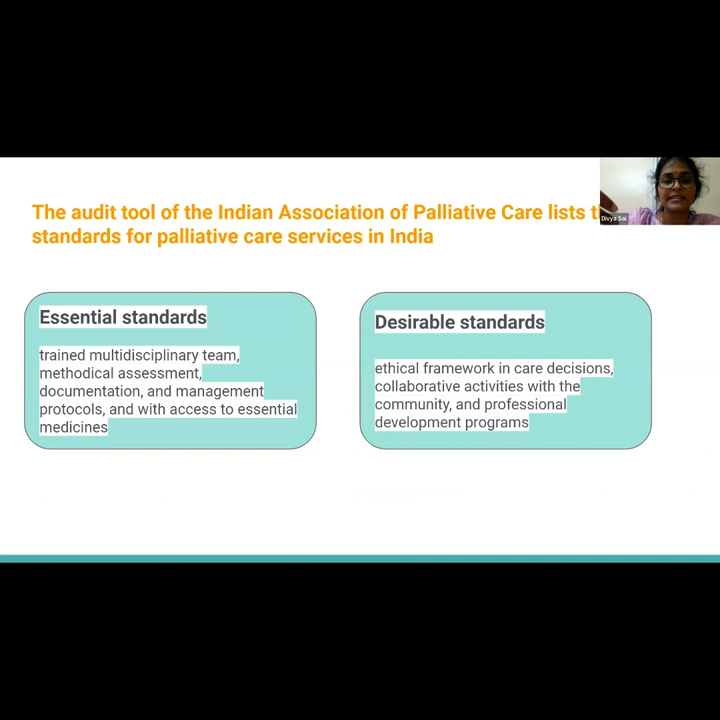 The audit tool of the Indian Association of Palliative Care lists
standards for palliative care services in India
Divya Sai
Essential standards
trained multidisciplinary team,
methodical assessment,
documentation, and management
protocols, and with access to essential
medicines
Desirable standards
ethical framework in care decisions,
collaborative activities with the
community, and professional
development programs